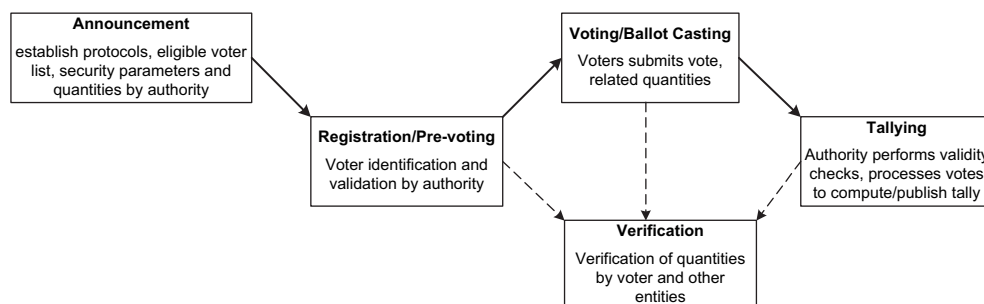 Announcement
establish protocols, eligible voter
list, security parameters and
quantities by authority
Registration/Pre-voting
Voter identification and
validation by authority
Voting/Ballot Casting
Voters submits vote,
related quantities
Tallying
Authority performs validity
checks, processes votes
to compute/publish tally
Verification
Verification of quantities
by voter and other
entities